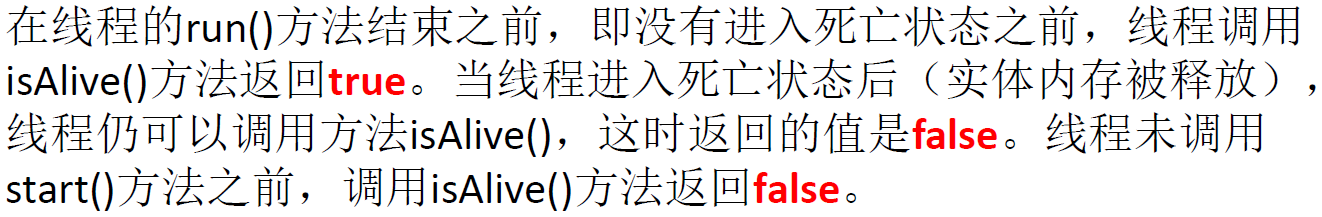 在线程的run()方法结束之前，即没有进入死亡状态之前，线程调用
isAlive()方法返回true。当线程进入死亡状态后（实体内存被释放），
线程仍可以调用方法isAlive()，这时返回的值是false。线程未调用
start()方法之前，调用isAlive()方法返回false。